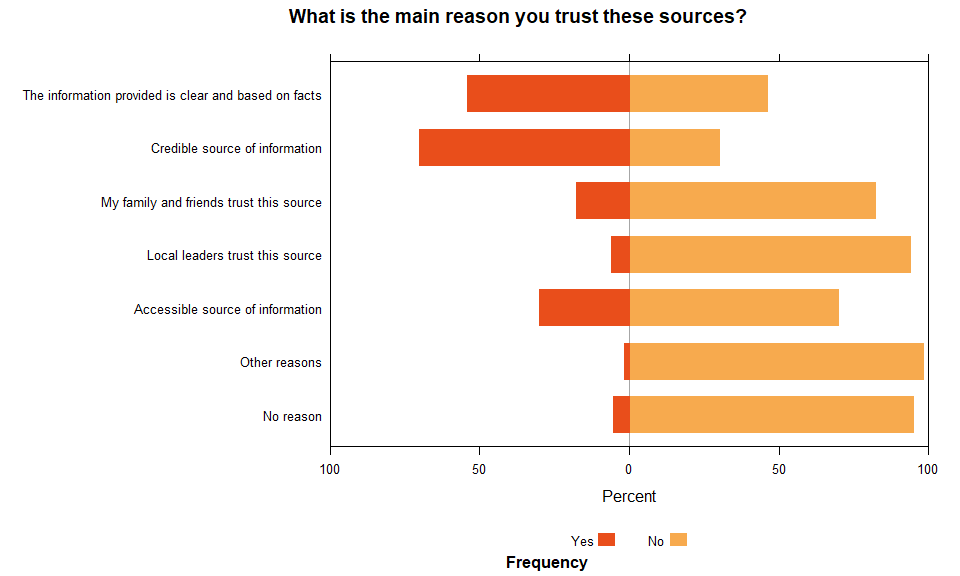 What is the main reason you trust these sources?
The information provided is clear and based on facts
Credible source of information
My family and friends trust this source
Local leaders trust this source
Accessible source of information
Other reasons
No reason
100 50 0 50 100
Percent
Yes No
Frequency